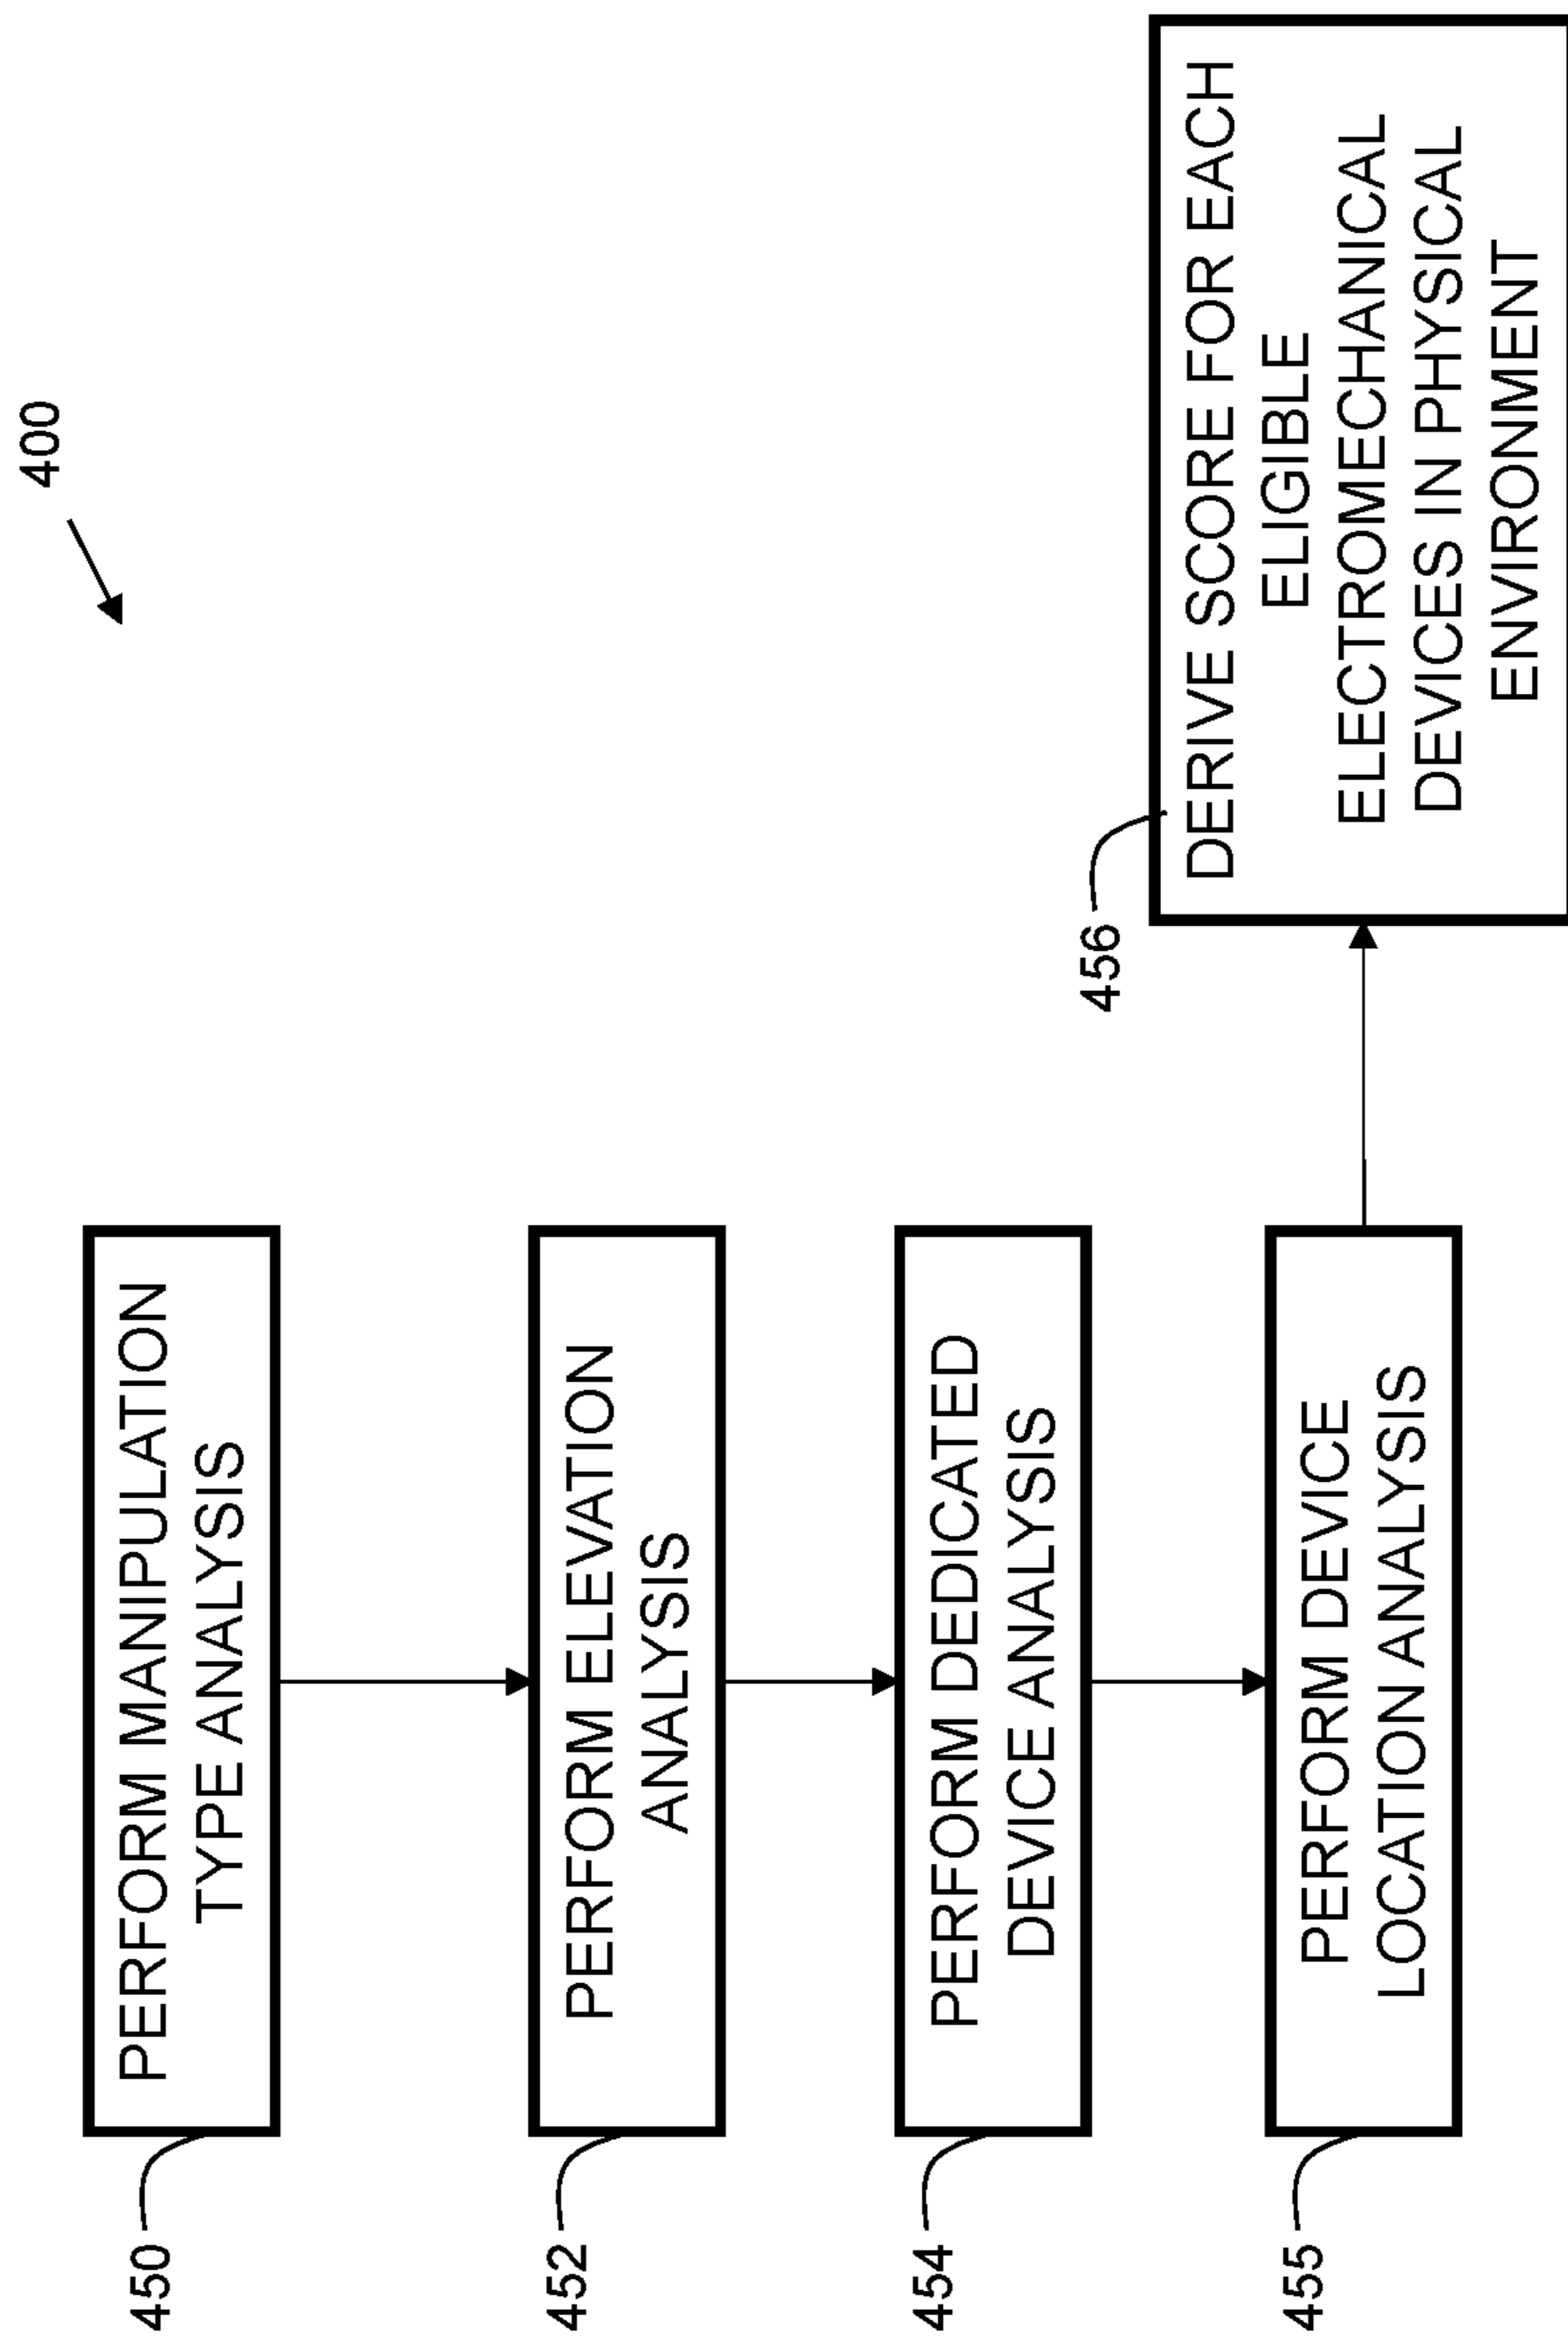 400
450
PERFORM MANIPULATION
TYPE ANALYSIS
452
PERFORM ELEVATION
ANALYSIS
454
PERFORM DEDICATED
DEVICE ANALYSIS
455
PERFORM DEVICE
LOCATION ANALYSIS
456
DERIVE SCORE FOR EACH
ELIGIBLE
ELECTROMECHANICAL
DEVICES IN PHYSICAL
ENVIRONMENT